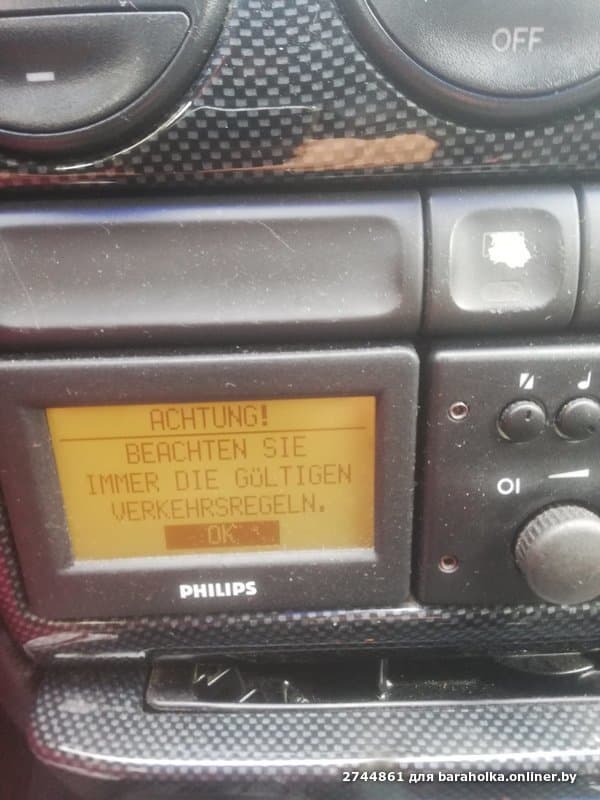 OFF
ACHTUNG!
BEACHTEN SIE
IMMER DIE GÜLTIGEN
VERKEHRSREGELN.
OK
PHILIPS
2744861 для baraholka.onliner.by